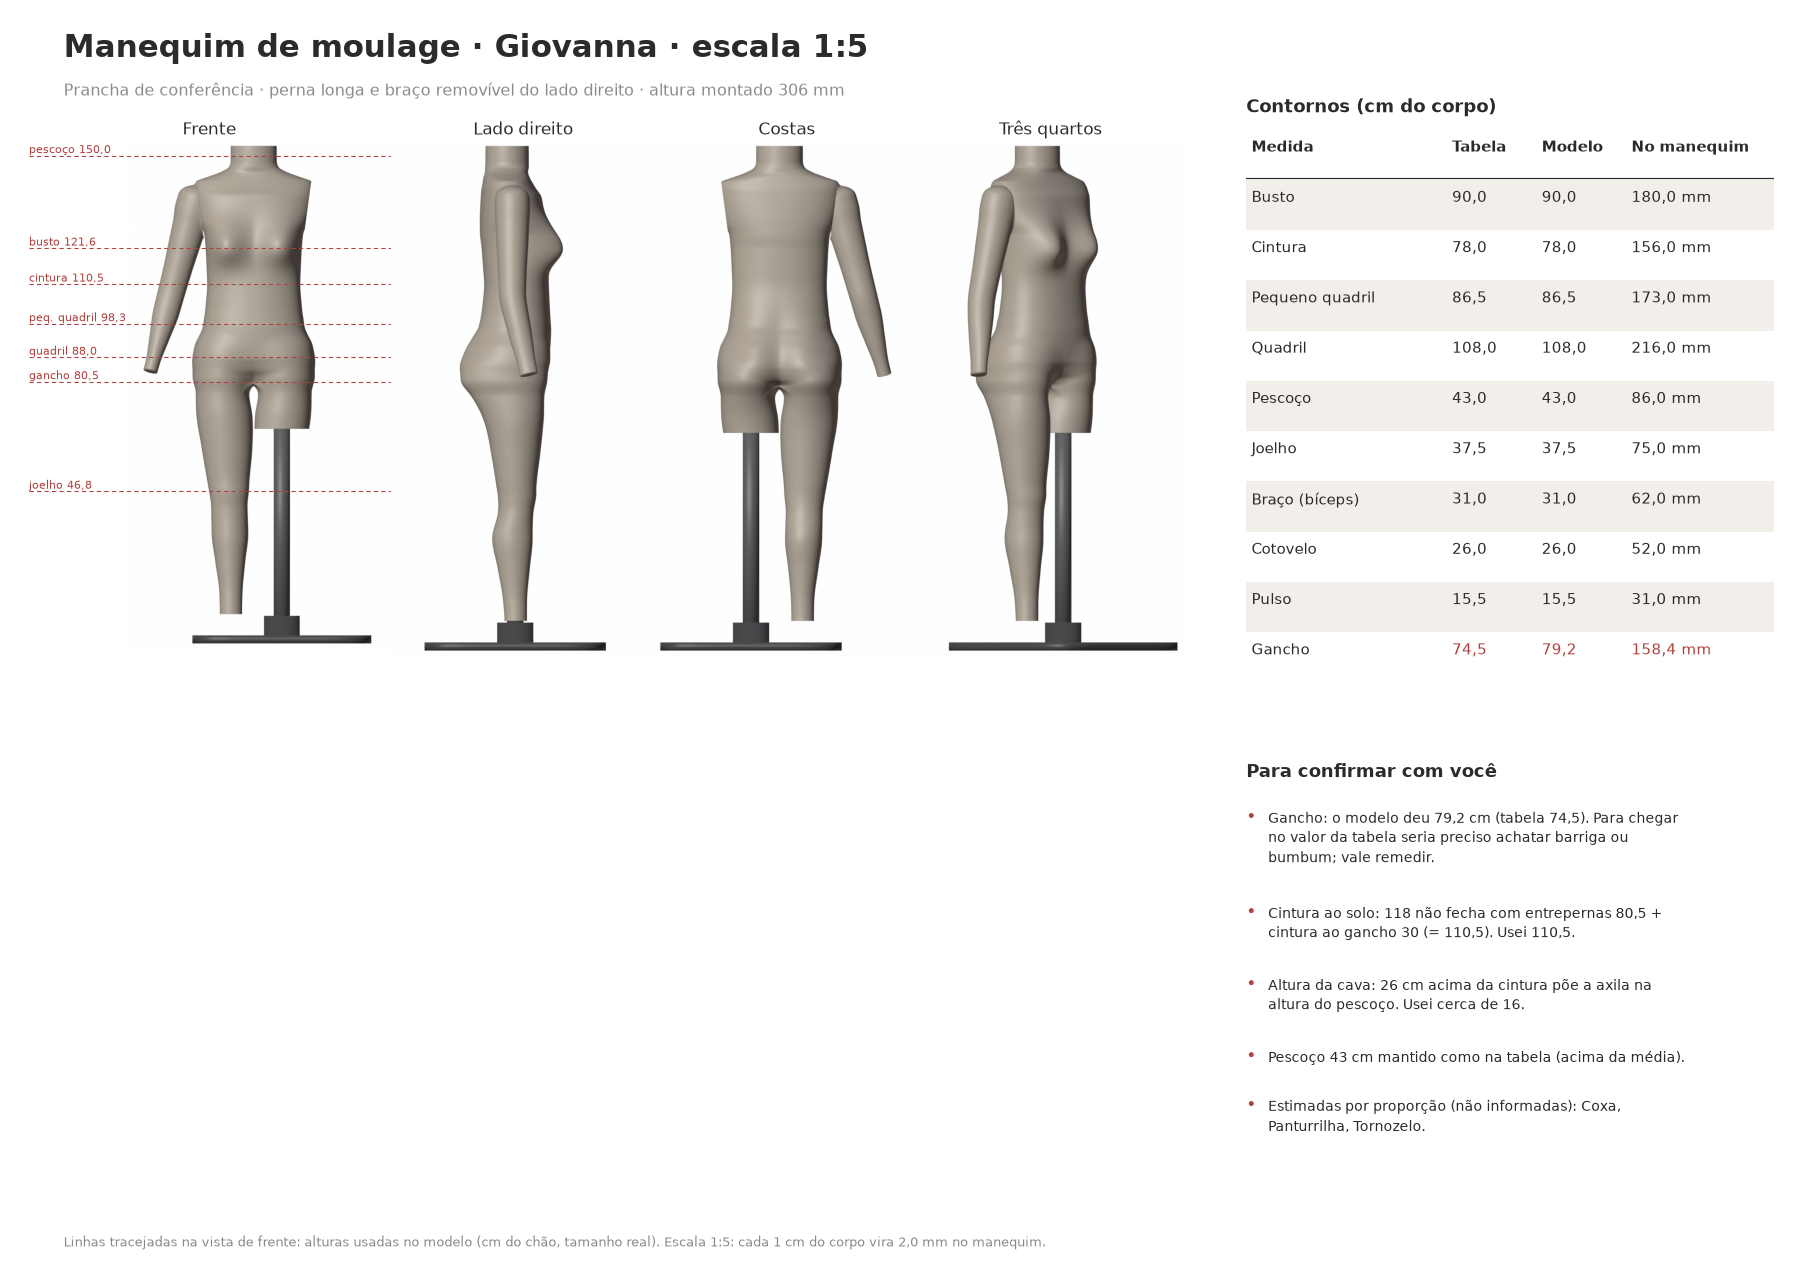 Manequim de moulage · Giovanna · escala 1:5
Prancha de conferência · perna longa e braço removível do lado direito · altura montado 306 mm
Frente
Lado direito
Costas
Três quartos
pescoço 150,0
busto 121,6
cintura 110,5
peq. quadril 98,3
quadril 88,0
gancho 80,5
joelho 46,8
Contornos (cm do corpo)
Medida Tabela Modelo No manequim
Busto 90,0 90,0 180,0 mm
Cintura 78,0 78,0 156,0 mm
Pequeno quadril 86,5 86,5 173,0 mm
Quadril 108,0 108,0 216,0 mm
Pescoço 43,0 43,0 86,0 mm
Joelho 37,5 37,5 75,0 mm
Braço (bíceps) 31,0 31,0 62,0 mm
Cotovelo 26,0 26,0 52,0 mm
Pulso 15,5 15,5 31,0 mm
Gancho 74,5 79,2 158,4 mm
Para confirmar com você
• Gancho: o modelo deu 79,2 cm (tabela 74,5). Para chegar
no valor da tabela seria preciso achatar barriga ou
bumbum; vale remedir.
• Cintura ao solo: 118 não fecha com entrepernas 80,5 +
cintura ao gancho 30 (= 110,5). Usei 110,5.
• Altura da cava: 26 cm acima da cintura põe a axila na
altura do pescoço. Usei cerca de 16.
• Pescoço 43 cm mantido como na tabela (acima da média).
• Estimadas por proporção (não informadas): Coxa,
Panturrilha, Tornozelo.
Linhas tracejadas na vista de frente: alturas usadas no modelo (cm do chão, tamanho real). Escala 1:5: cada 1 cm do corpo vira 2,0 mm no manequim.